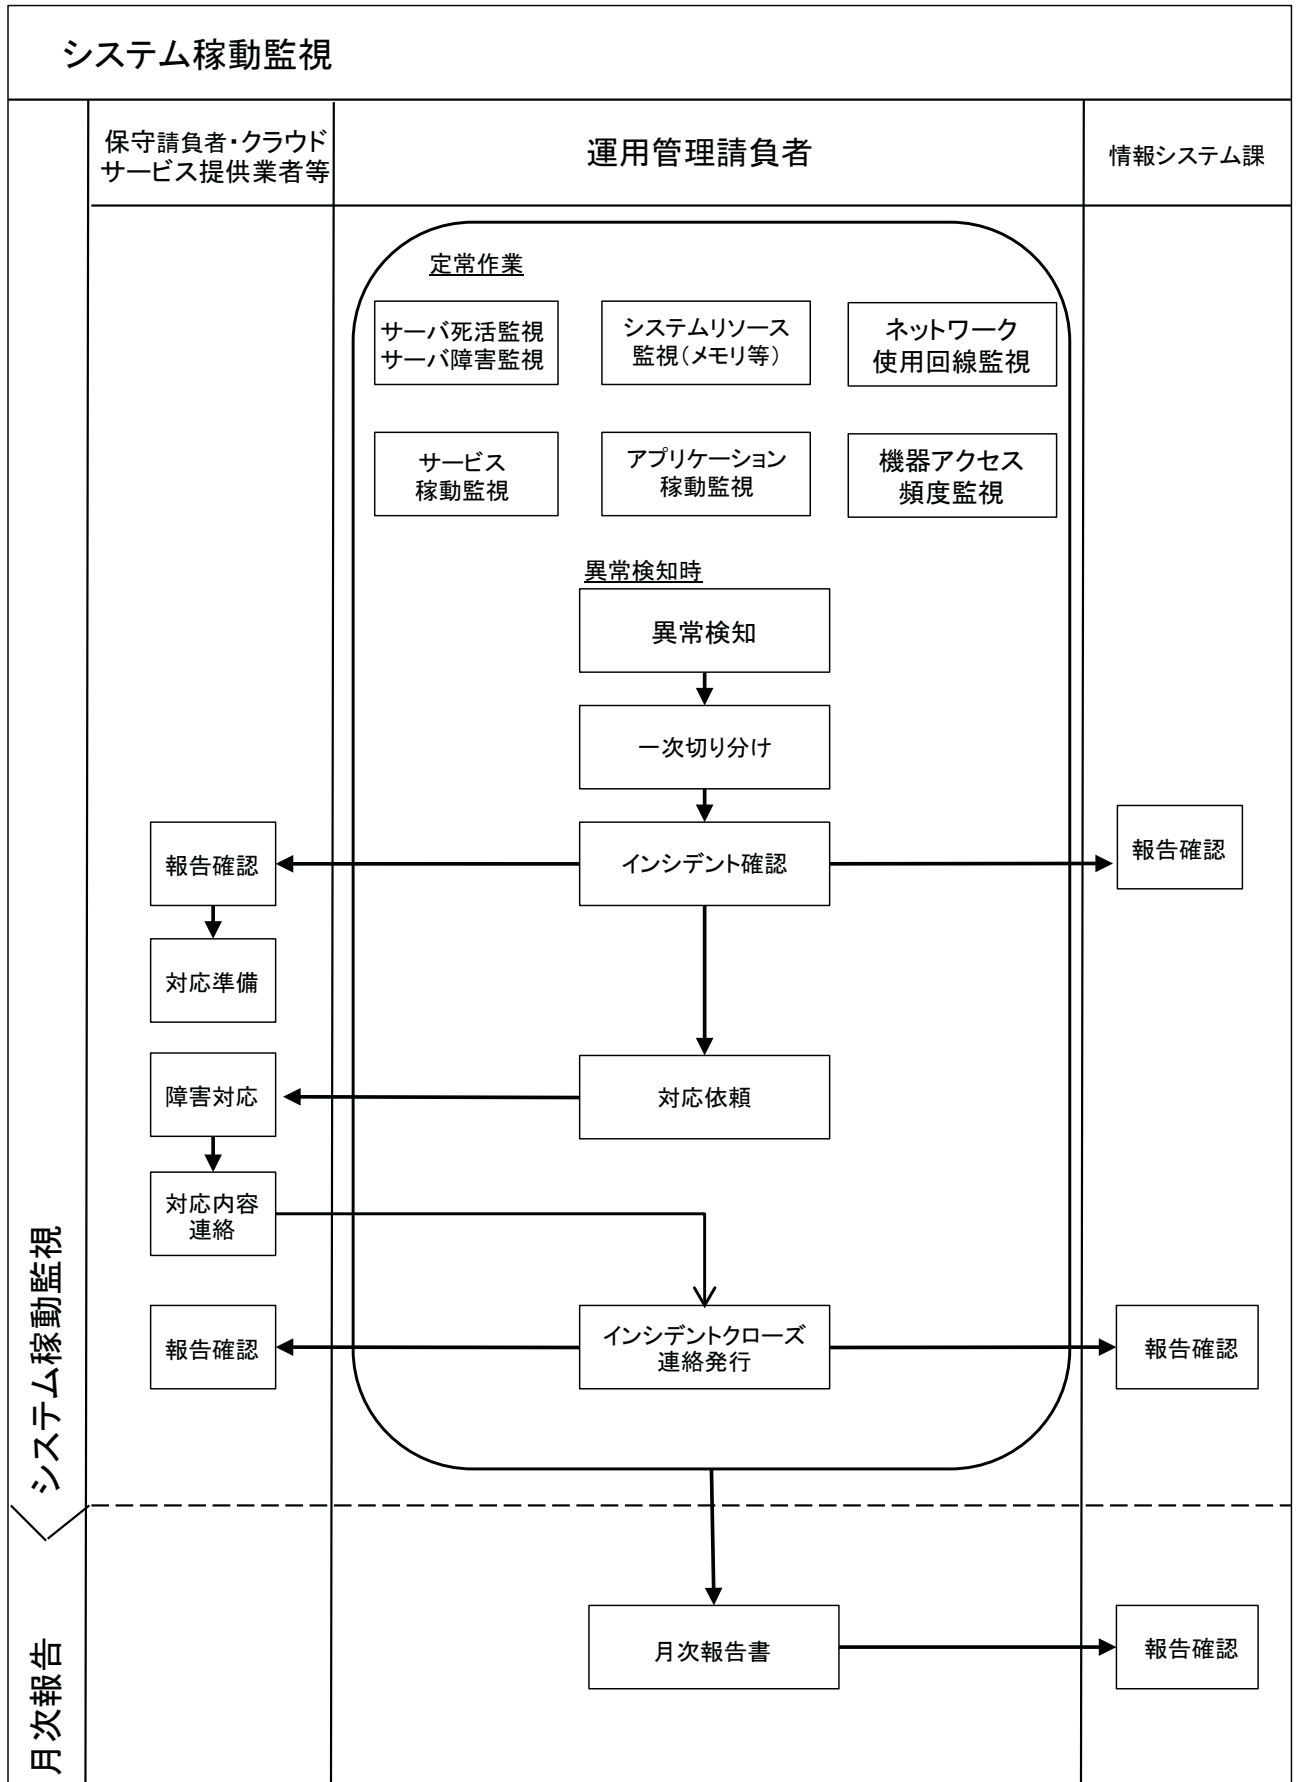 システム稼動監視
保守請負者・クラウド
サービス提供業者等
運用管理請負者
情報システム課
定常作業
サーバ死活監視
サーバ障害監視
システムリソース
監視(メモリ等)
ネットワーク
使用回線監視
サービス
稼動監視
アプリケーション
稼動監視
機器アクセス
頻度監視
異常検知時
異常検知
一次切り分け
報告確認
インシデント確認
報告確認
対応準備
障害対応
対応依頼
対応内容
連絡
報告確認
インシデントクローズ
連絡発行
報告確認
システム稼動監視
月次報告書
報告確認
月次報告